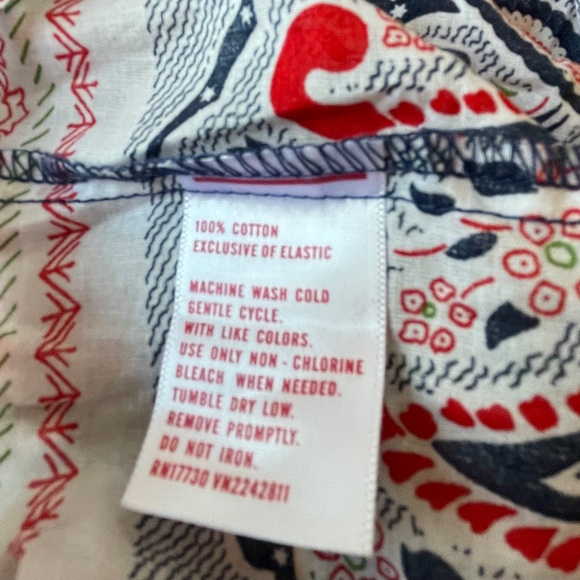 100% COTTON
EXCLUSIVE OF ELASTIC
MACHINE WASH COLD
GENTLE CYCLE.
WITH LIKE COLORS.
USE ONLY NON - CHLORINE
BLEACH WHEN NEEDED.
TUMBLE DRY LOW.
REMOVE PROMPTLY.
DO NOT IRON.
RN17730 VN2242811